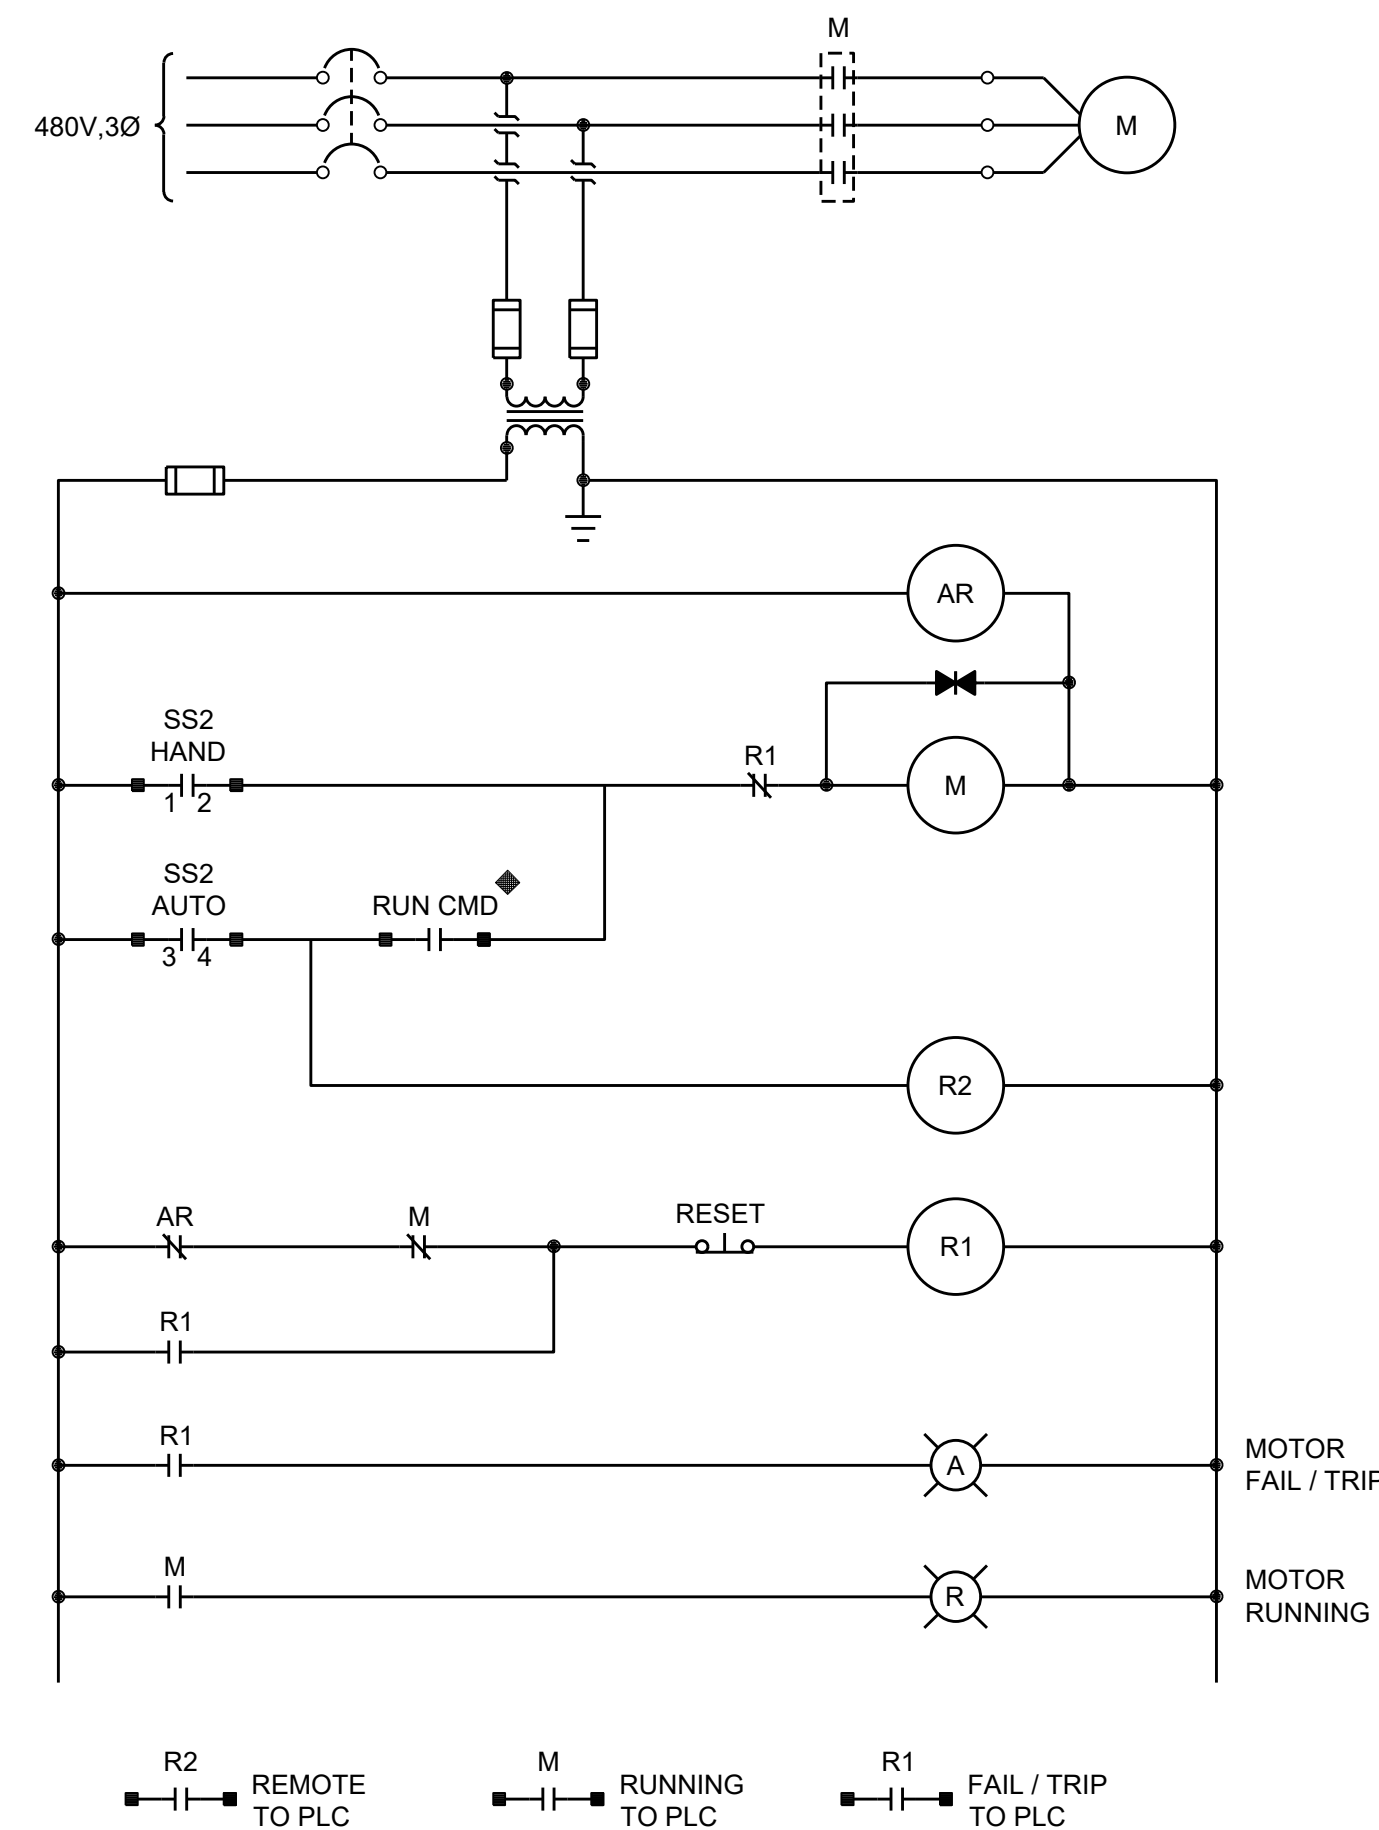 M
480V,3Ø
M
AR
SS2
HAND
1 2
R1
M
SS2
AUTO
3 4
RUN CMD
R2
AR
M
RESET
R1
R1
R1
A
MOTOR
FAIL / TRIP
M
R
MOTOR
RUNNING
R2
REMOTE
TO PLC
M
RUNNING
TO PLC
R1
FAIL / TRIP
TO PLC